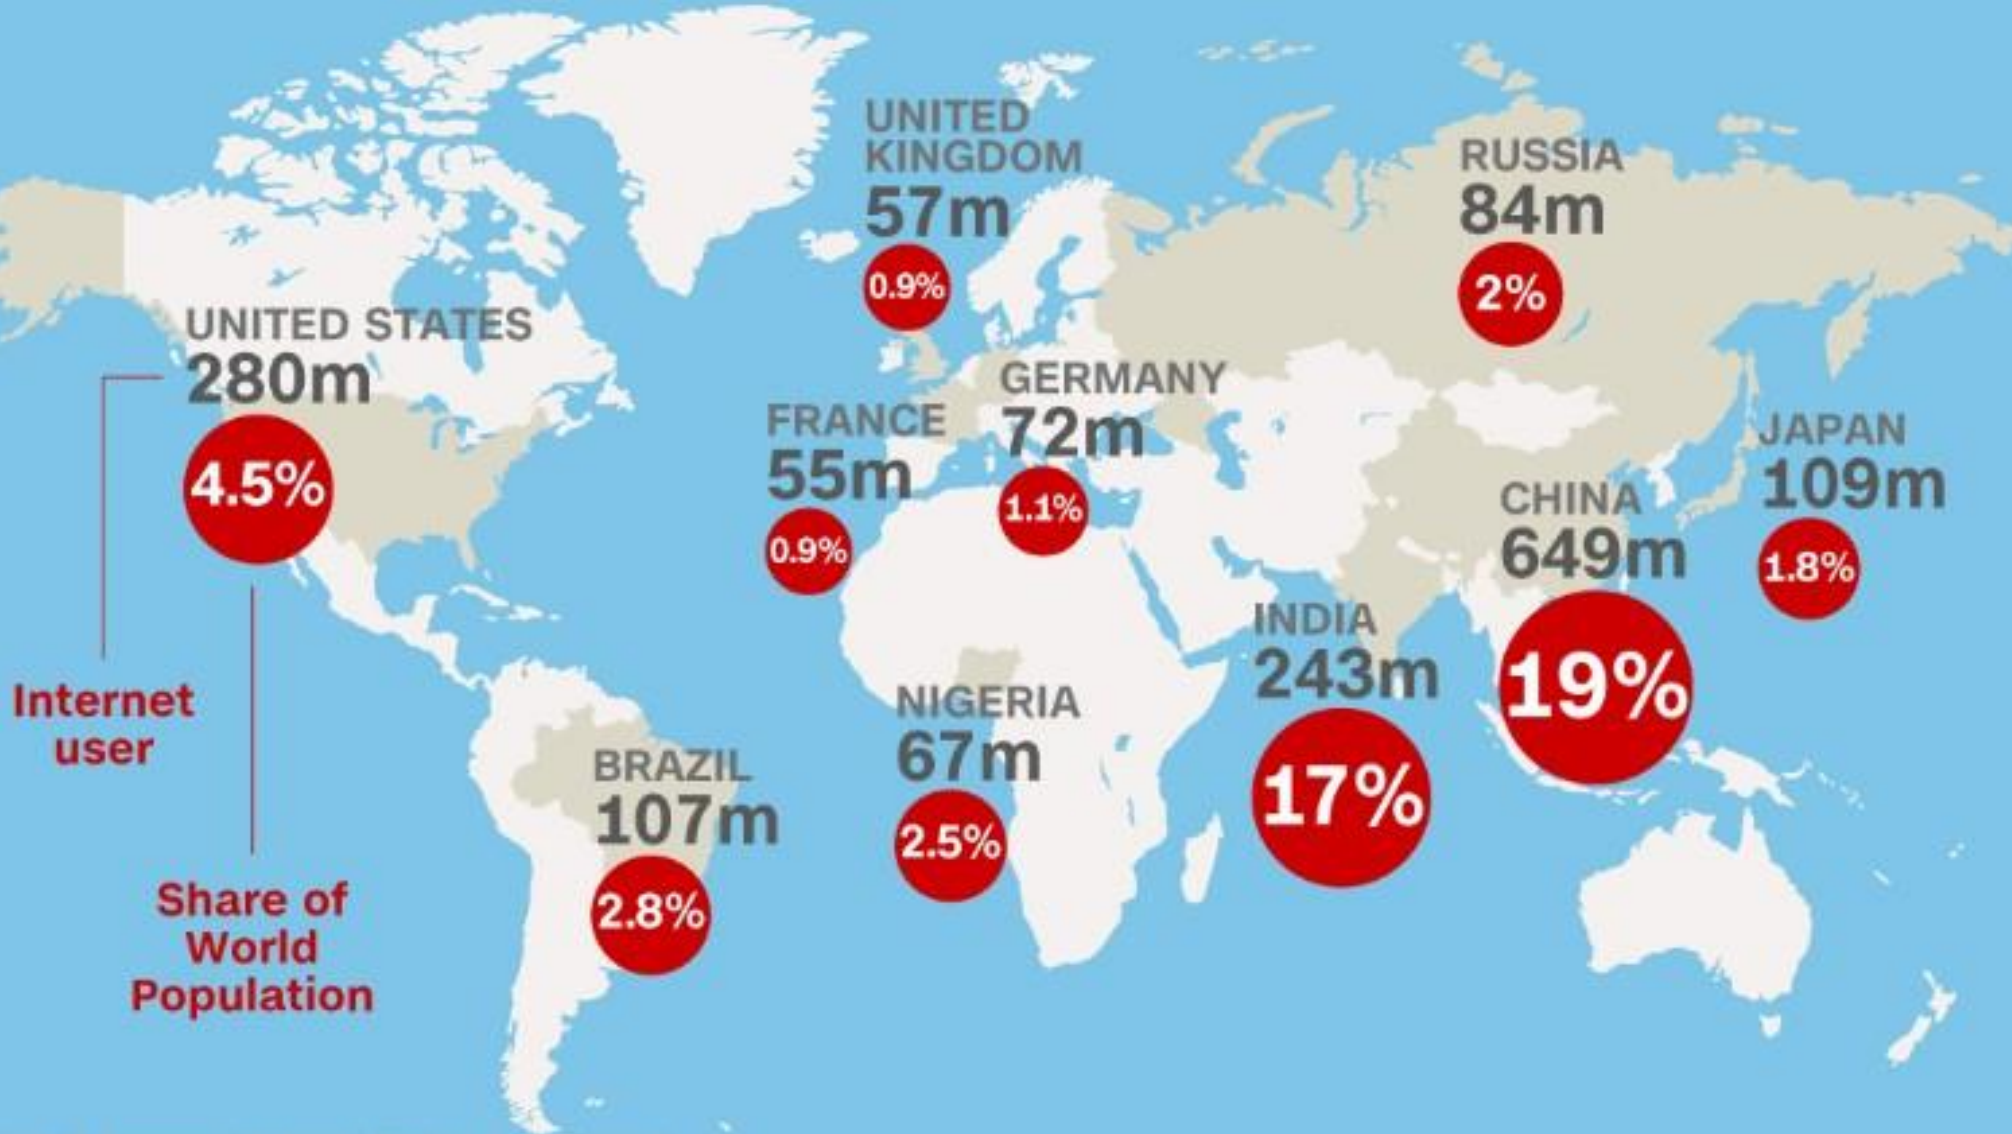 UNITED STATES
280m
4.5%
Internet
user
Share of
World
Population
BRAZIL
107m
2.8%
UNITED
KINGDOM
57m
0.9%
FRANCE
55m
0.9%
GERMANY
72m
1.1%
NIGERIA
67m
2.5%
RUSSIA
84m
2%
INDIA
243m
17%
CHINA
649m
19%
JAPAN
109m
1.8%